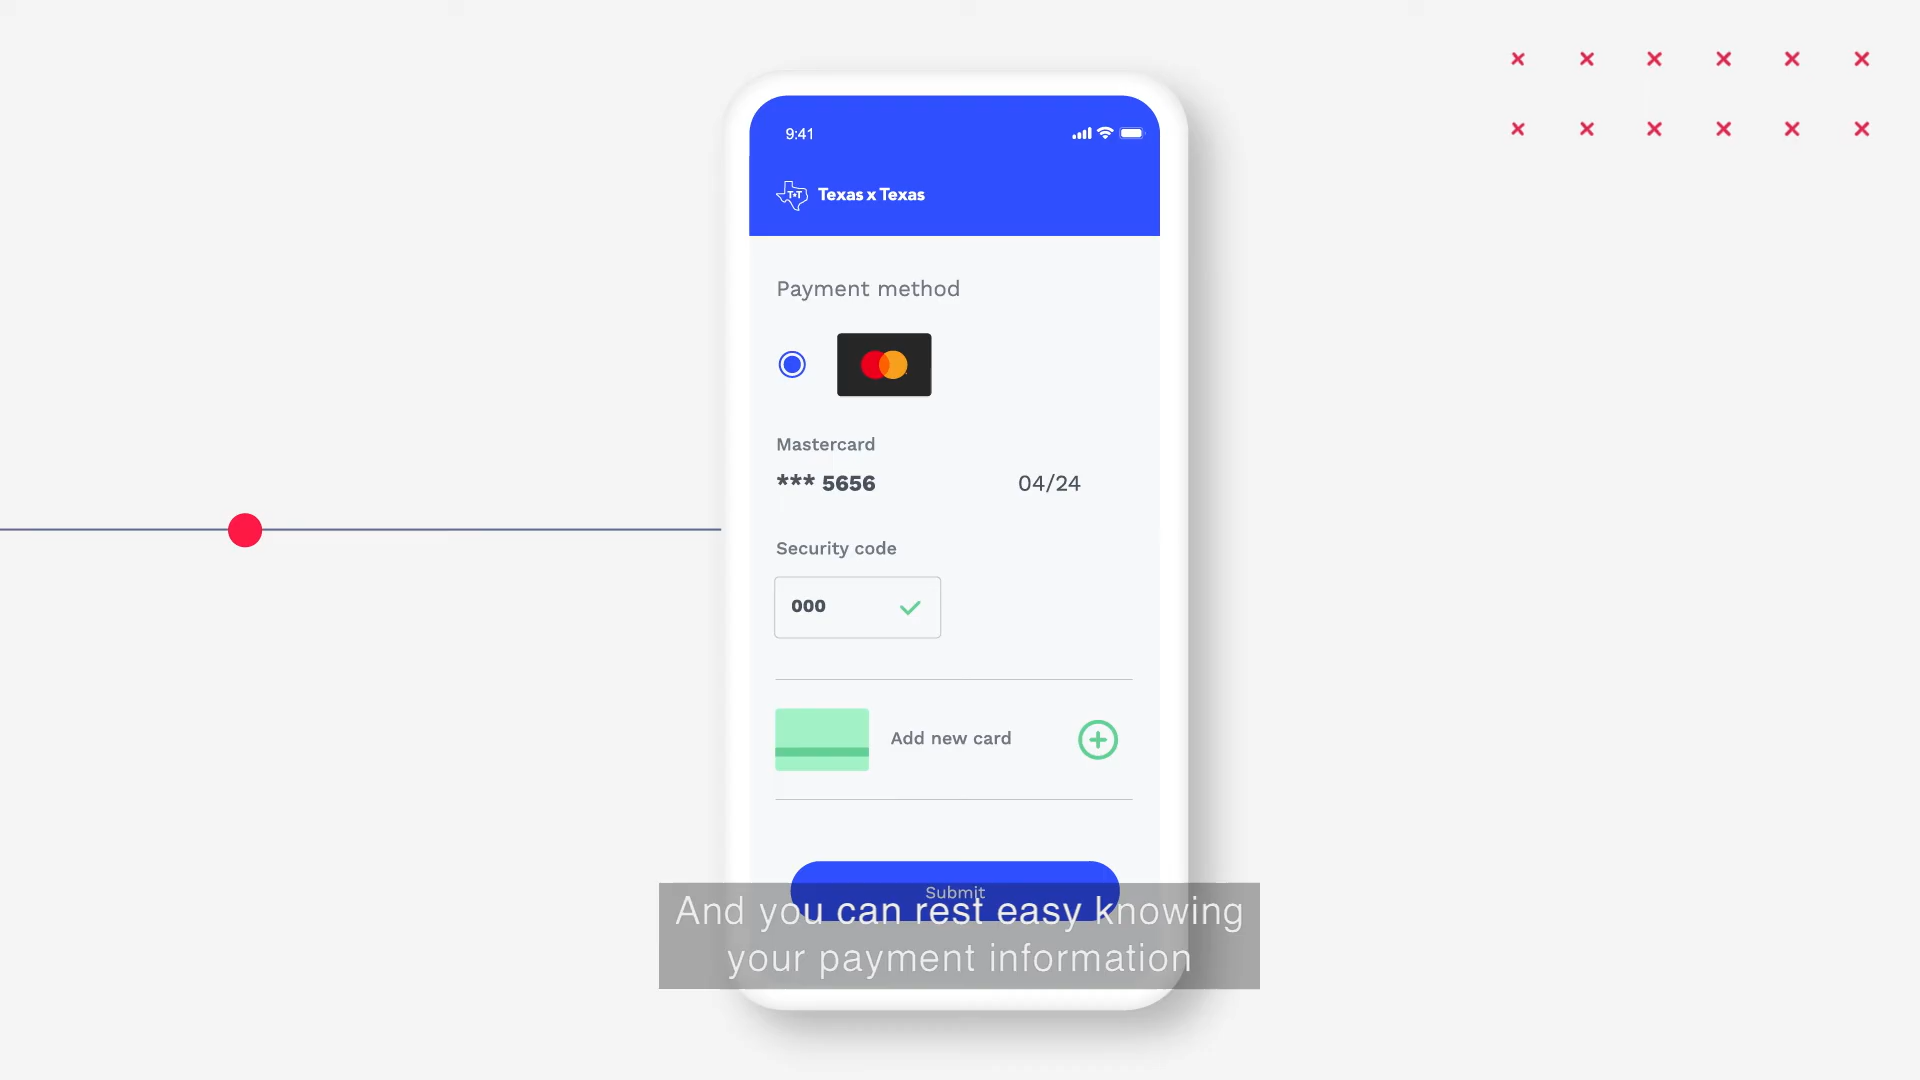 9:41
T★T Texas x Texas
Payment method
Mastercard
*** 5656 04/24
Security code
000
Add new card
Submit
And you can rest easy knowing
your payment information